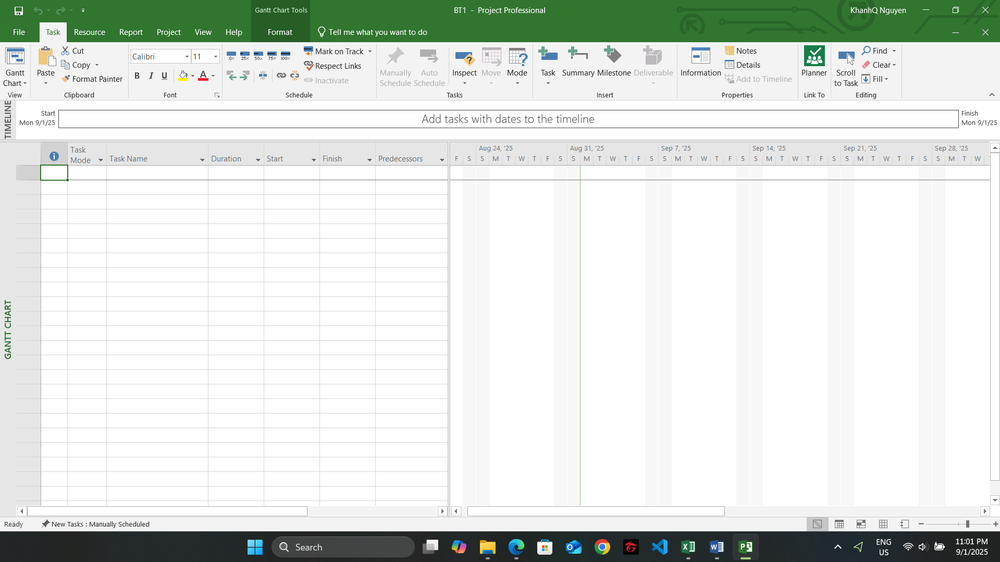 Gantt Chart Tools
BT1 - Project Professional
KhanhQ Nguyen
File
Task
Resource
Report
Project
View
Help
Format
Tell me what you want to do
Gantt
Chart
View
Paste
Cut
Copy
Format Painter
Clipboard
Calibri
11
B
I
U
A
Font
0%
25%
50%
75%
100%
Mark on Track
Respect Links
Inactivate
Schedule
Manually
Schedule
Auto
Schedule
Inspect
Move
Mode
Tasks
Task
Summary
Milestone
Deliverable
Insert
Information
Notes
Details
Add to Timeline
Properties
Planner
Link To
Scroll
to Task
Find
Clear
Fill
Editing
TIMELINE
Start
Mon 9/1/25
Add tasks with dates to the timeline
Finish
Mon 9/1/25
Task
Mode
Task Name
Duration
Start
Finish
Predecessors
Aug 24, '25
Aug 31, '25
Sep 7, '25
Sep 14, '25
Sep 21, '25
Sep 28, '25
F S S M T W T F S S M T W T F S S M T W T F S S M T W T F S S M T W T F S S M T W
GANTT CHART
Ready
New Tasks : Manually Scheduled
Search
ENG
US
11:01 PM
9/1/2025